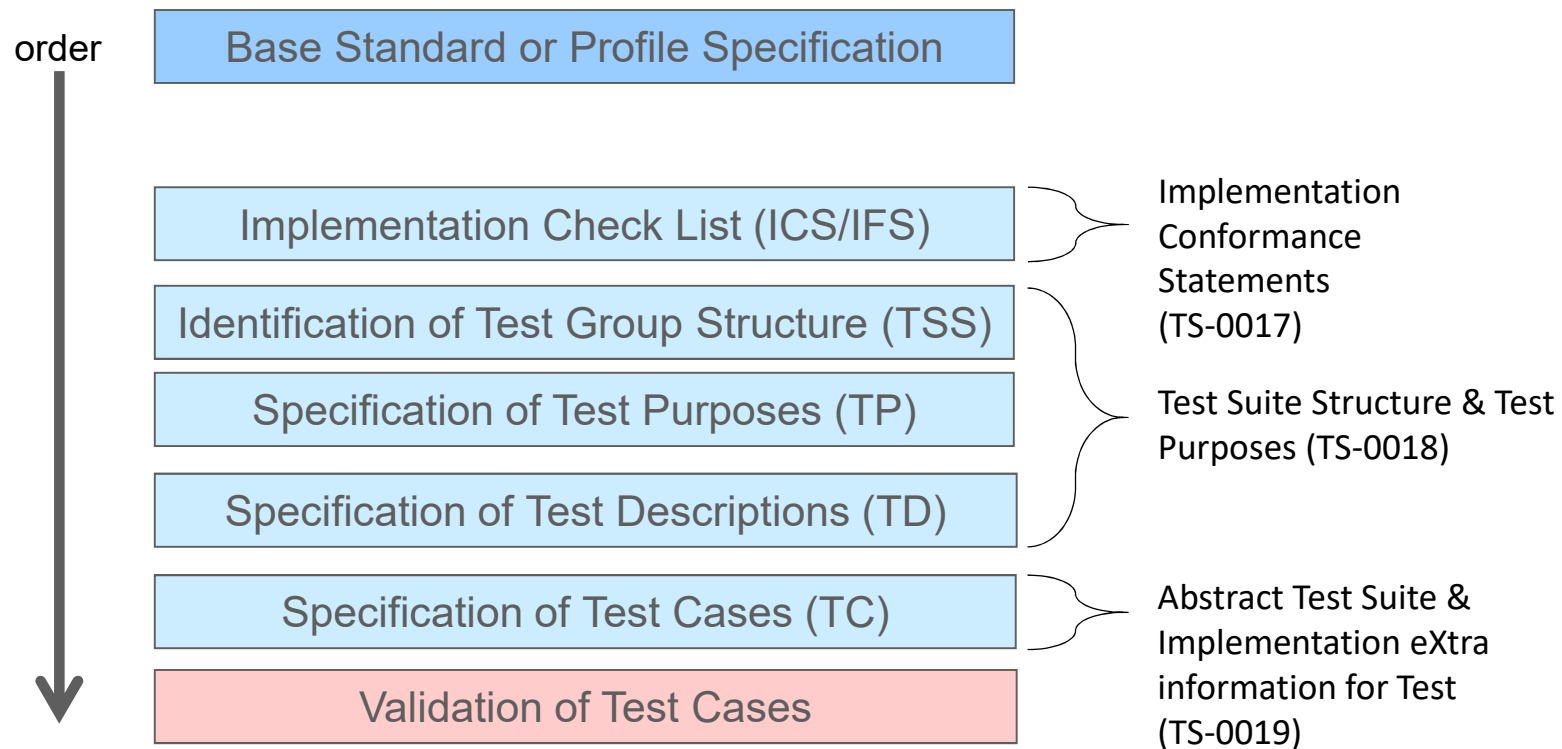 order
Base Standard or Profile Specification
Implementation Check List (ICS/IFS)
Implementation
Conformance
Statements
(TS-0017)
Identification of Test Group Structure (TSS)
Specification of Test Purposes (TP)
Specification of Test Descriptions (TD)
Test Suite Structure & Test
Purposes (TS-0018)
Specification of Test Cases (TC)
Abstract Test Suite &
Implementation eXtra
information for Test
(TS-0019)
Validation of Test Cases